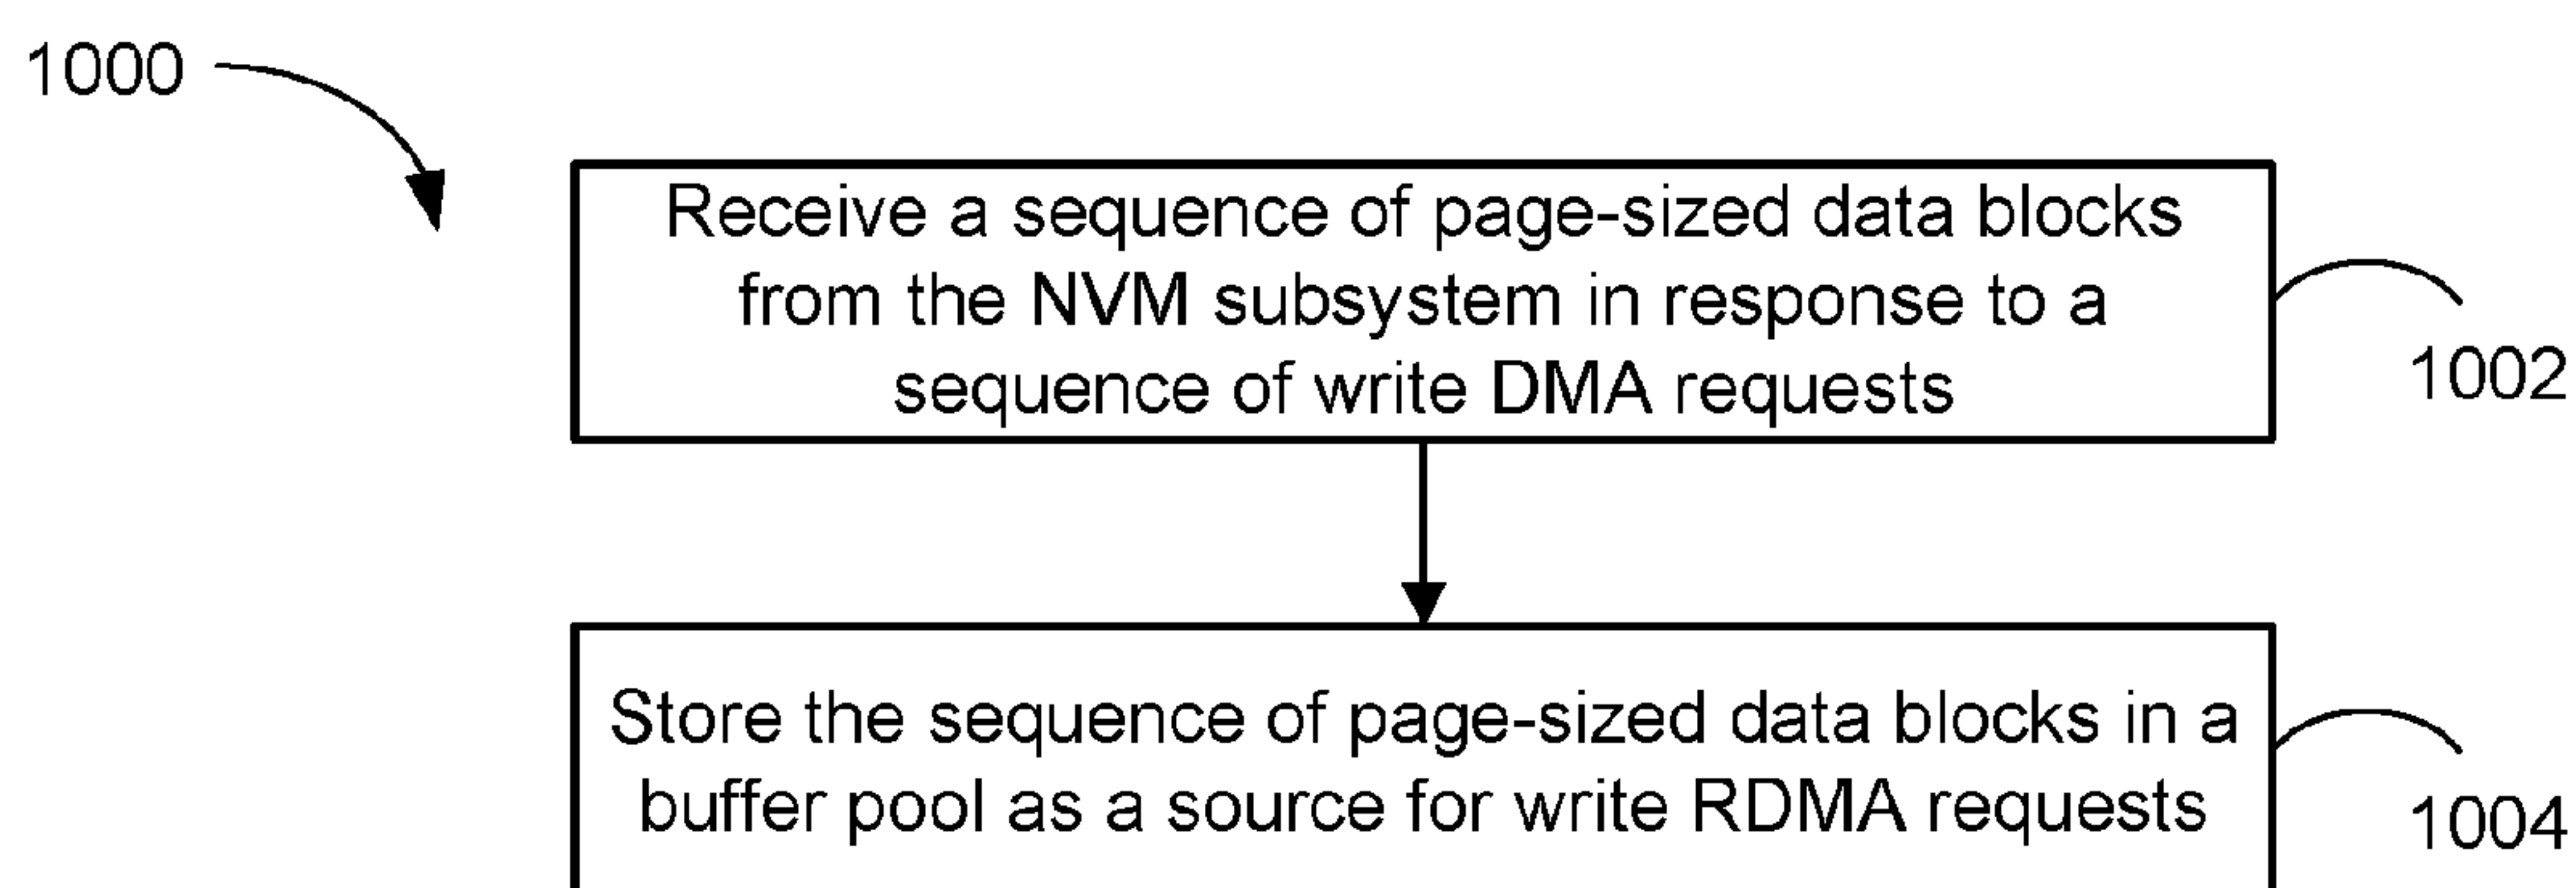 1000
Receive a sequence of page-sized data blocks
from the NVM subsystem in response to a
sequence of write DMA requests
1002
Store the sequence of page-sized data blocks in a
buffer pool as a source for write RDMA requests
1004